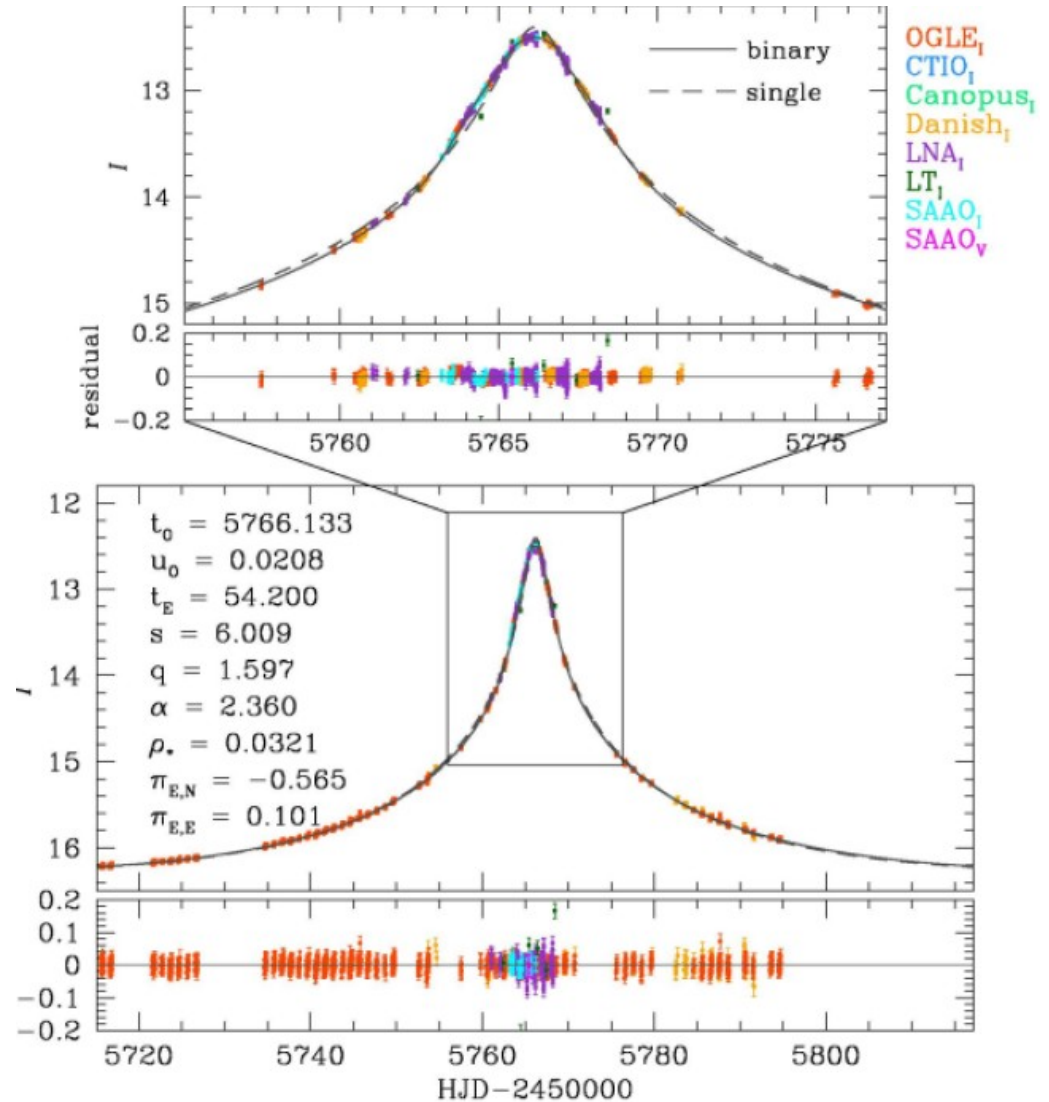 binary
single
OGLE_I
CTIO_I
Canopus_I
Danish_I
LNA_I
LT_I
SAAO_I
SAAO_V
I
13
14
15
residual
0.2
0
−0.2
5760 5765 5770 5775
I
12
13
14
15
16
t_0 = 5766.133
u_0 = 0.0208
t_E = 54.200
s = 6.009
q = 1.597
α = 2.360
ρ_* = 0.0321
π_E,N = −0.565
π_E,E = 0.101
0.2
0.1
0
−0.1
−0.2
5720 5740 5760 5780 5800
HJD−2450000